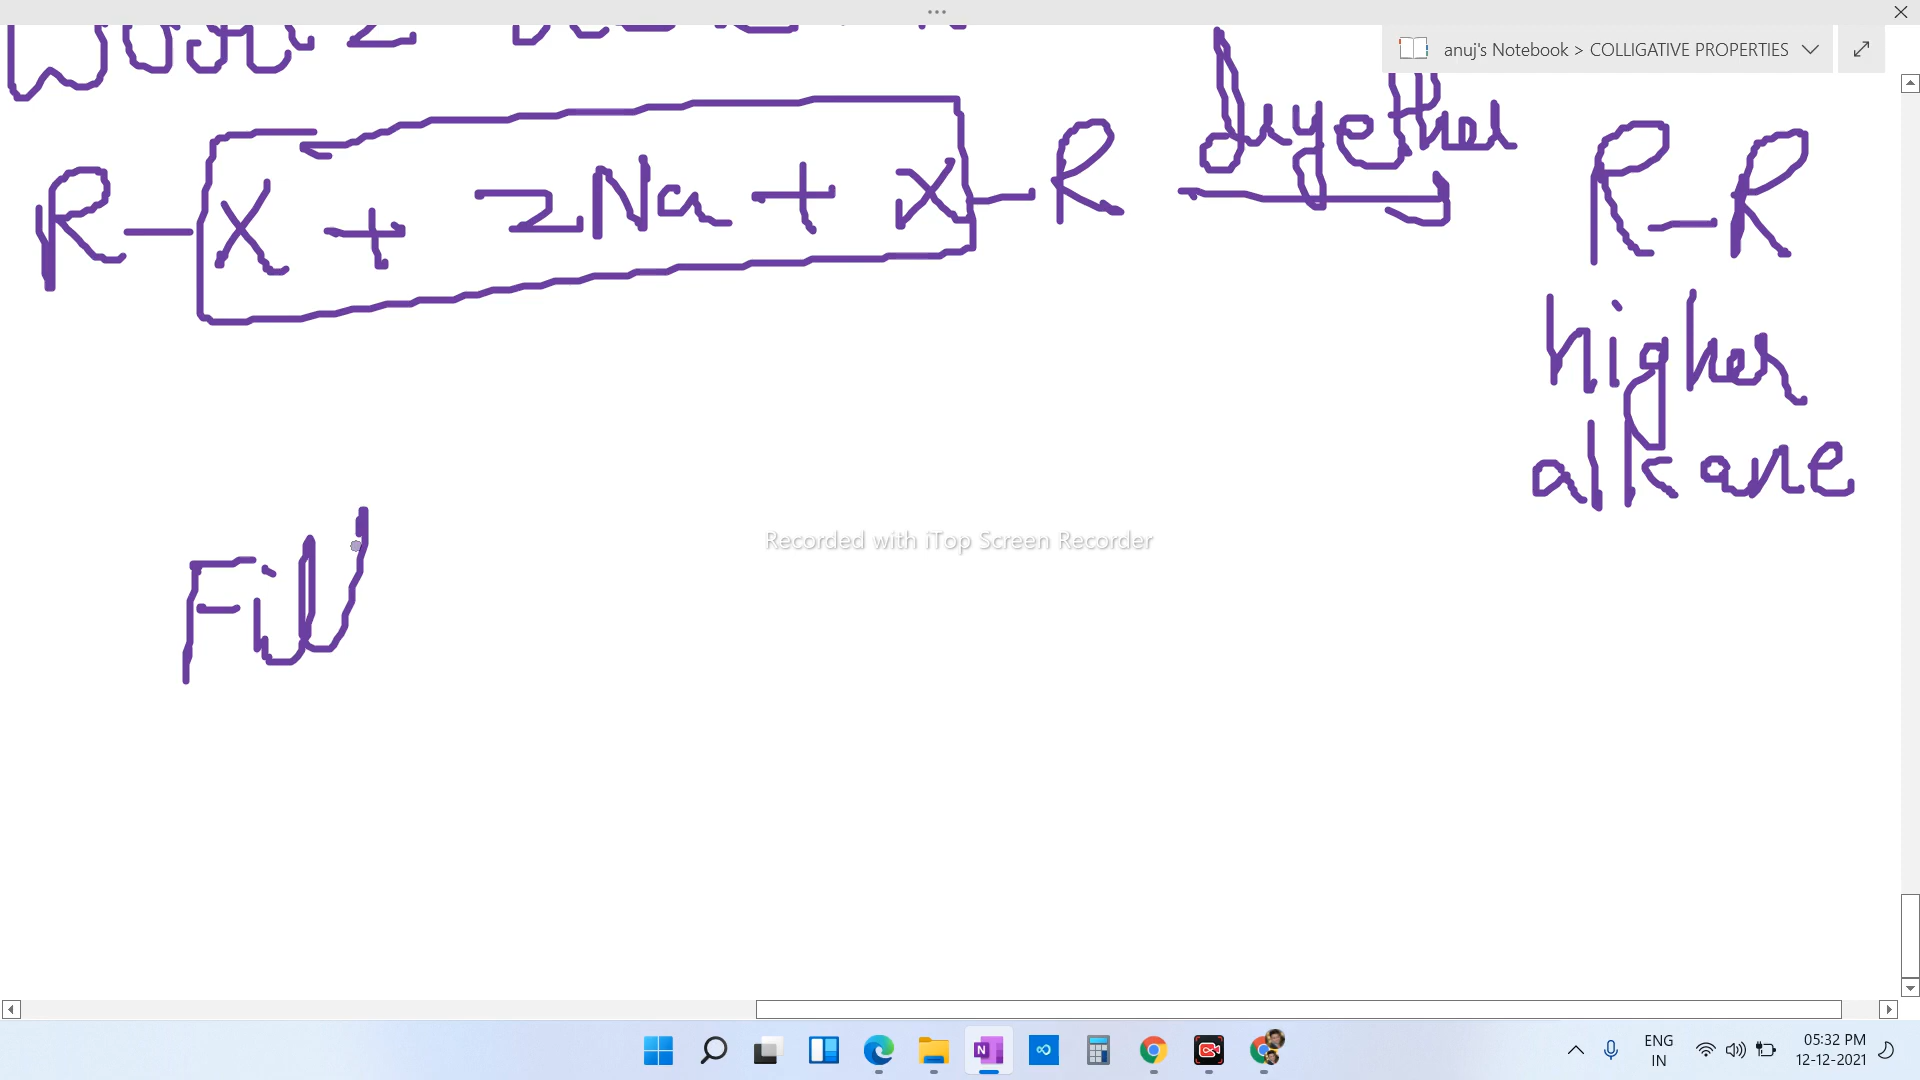 anuj's Notebook > COLLIGATIVE PROPERTIES
R-X + 2Na + X-R dry ether R-R
higher
alkane
Recorded with iTop Screen Recorder
Fill
ENG
IN
05:32 PM
12-12-2021